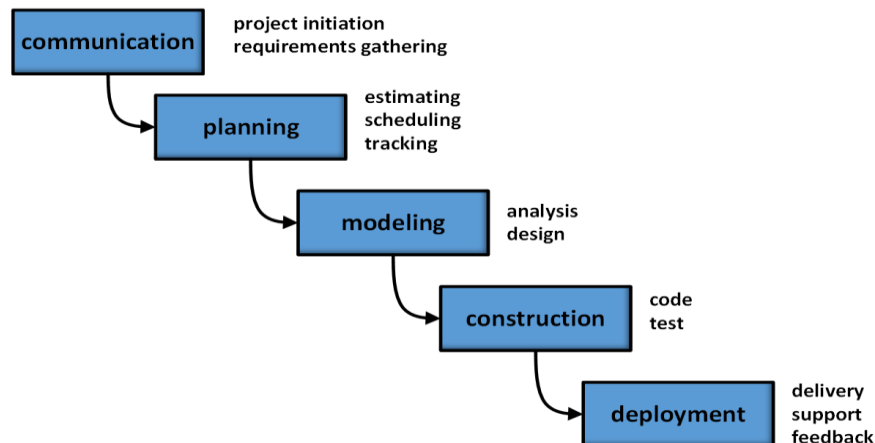 communication
project initiation
requirements gathering
planning
estimating
scheduling
tracking
modeling
analysis
design
construction
code
test
deployment
delivery
support
feedback